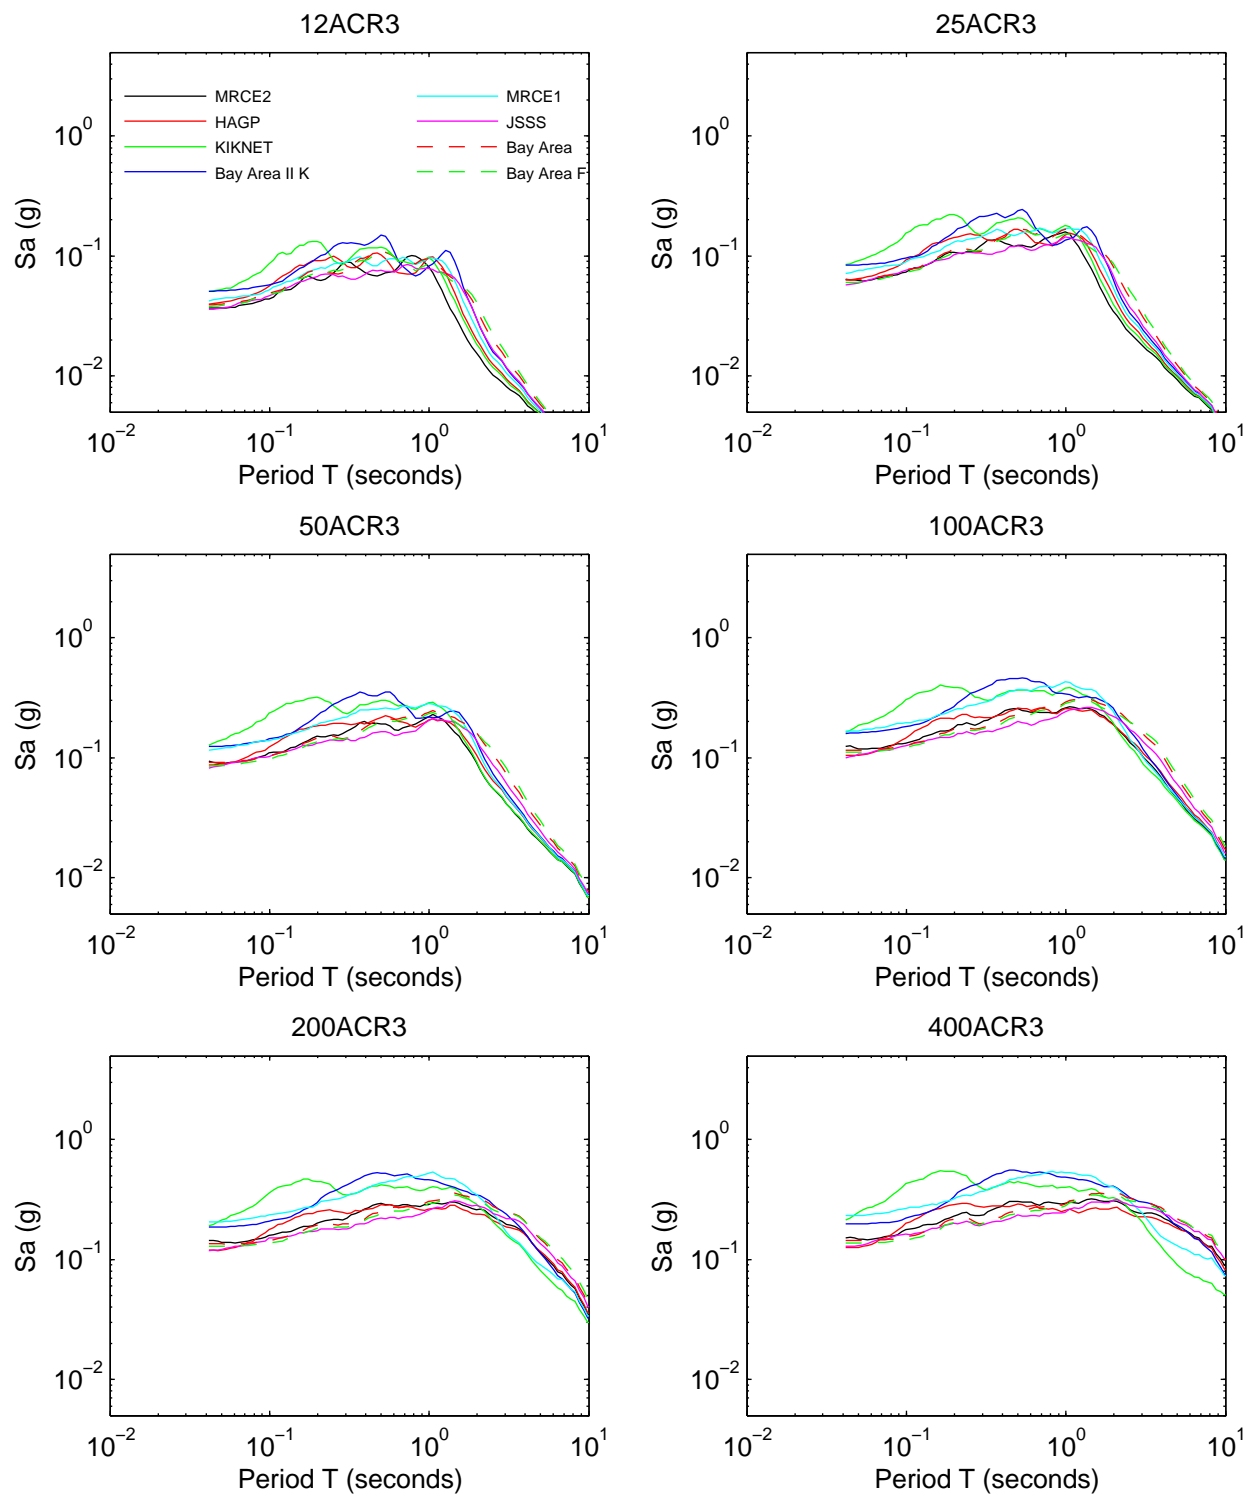 12ACR3
25ACR3
MRCE2
MRCE1
HAGP
JSSS
KIKNET
Bay Area
Bay Area II K
Bay Area F
Sa (g)
10^0
10^-1
10^-2
10^-2 10^-1 10^0 10^1
Period T (seconds)
Sa (g)
10^0
10^-1
10^-2
10^-2 10^-1 10^0 10^1
Period T (seconds)
50ACR3
100ACR3
Sa (g)
10^0
10^-1
10^-2
10^-2 10^-1 10^0 10^1
Period T (seconds)
Sa (g)
10^0
10^-1
10^-2
10^-2 10^-1 10^0 10^1
Period T (seconds)
200ACR3
400ACR3
Sa (g)
10^0
10^-1
10^-2
10^-2 10^-1 10^0 10^1
Period T (seconds)
Sa (g)
10^0
10^-1
10^-2
10^-2 10^-1 10^0 10^1
Period T (seconds)